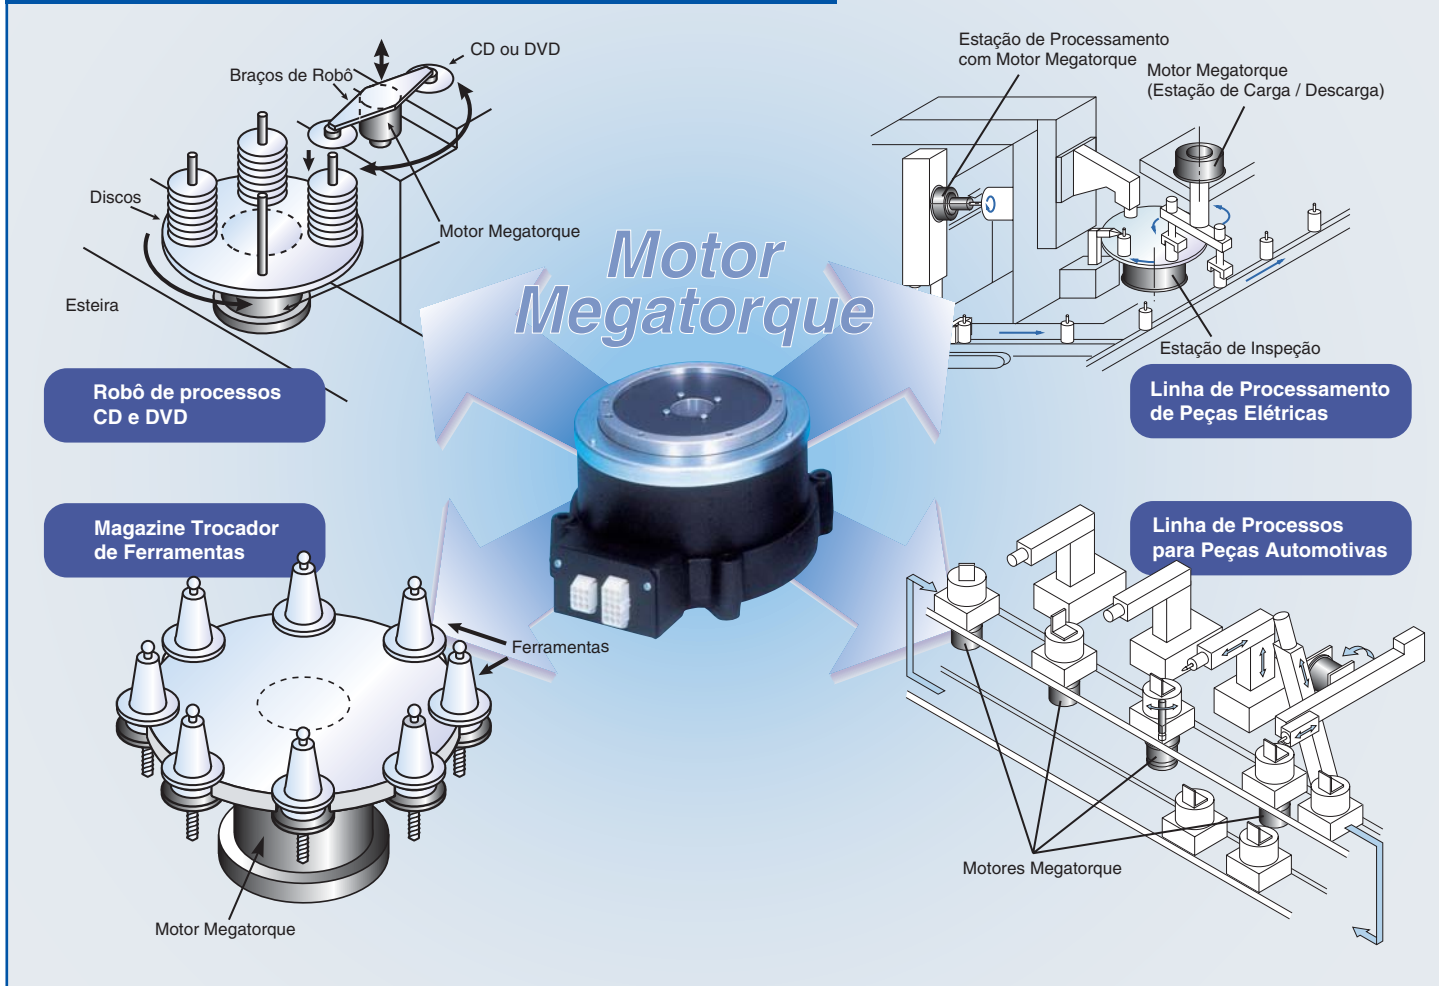 CD ou DVD
Braços de Robô
Discos
Motor Megatorque
Esteira
Robô de processos
CD e DVD
Estação de Processamento
com Motor Megatorque
Motor Megatorque
(Estação de Carga / Descarga)
Estação de Inspeção
Linha de Processamento
de Peças Elétricas
Motor
Megatorque
Magazine Trocador
de Ferramentas
Ferramentas
Motor Megatorque
Linha de Processos
para Peças Automotivas
Motores Megatorque